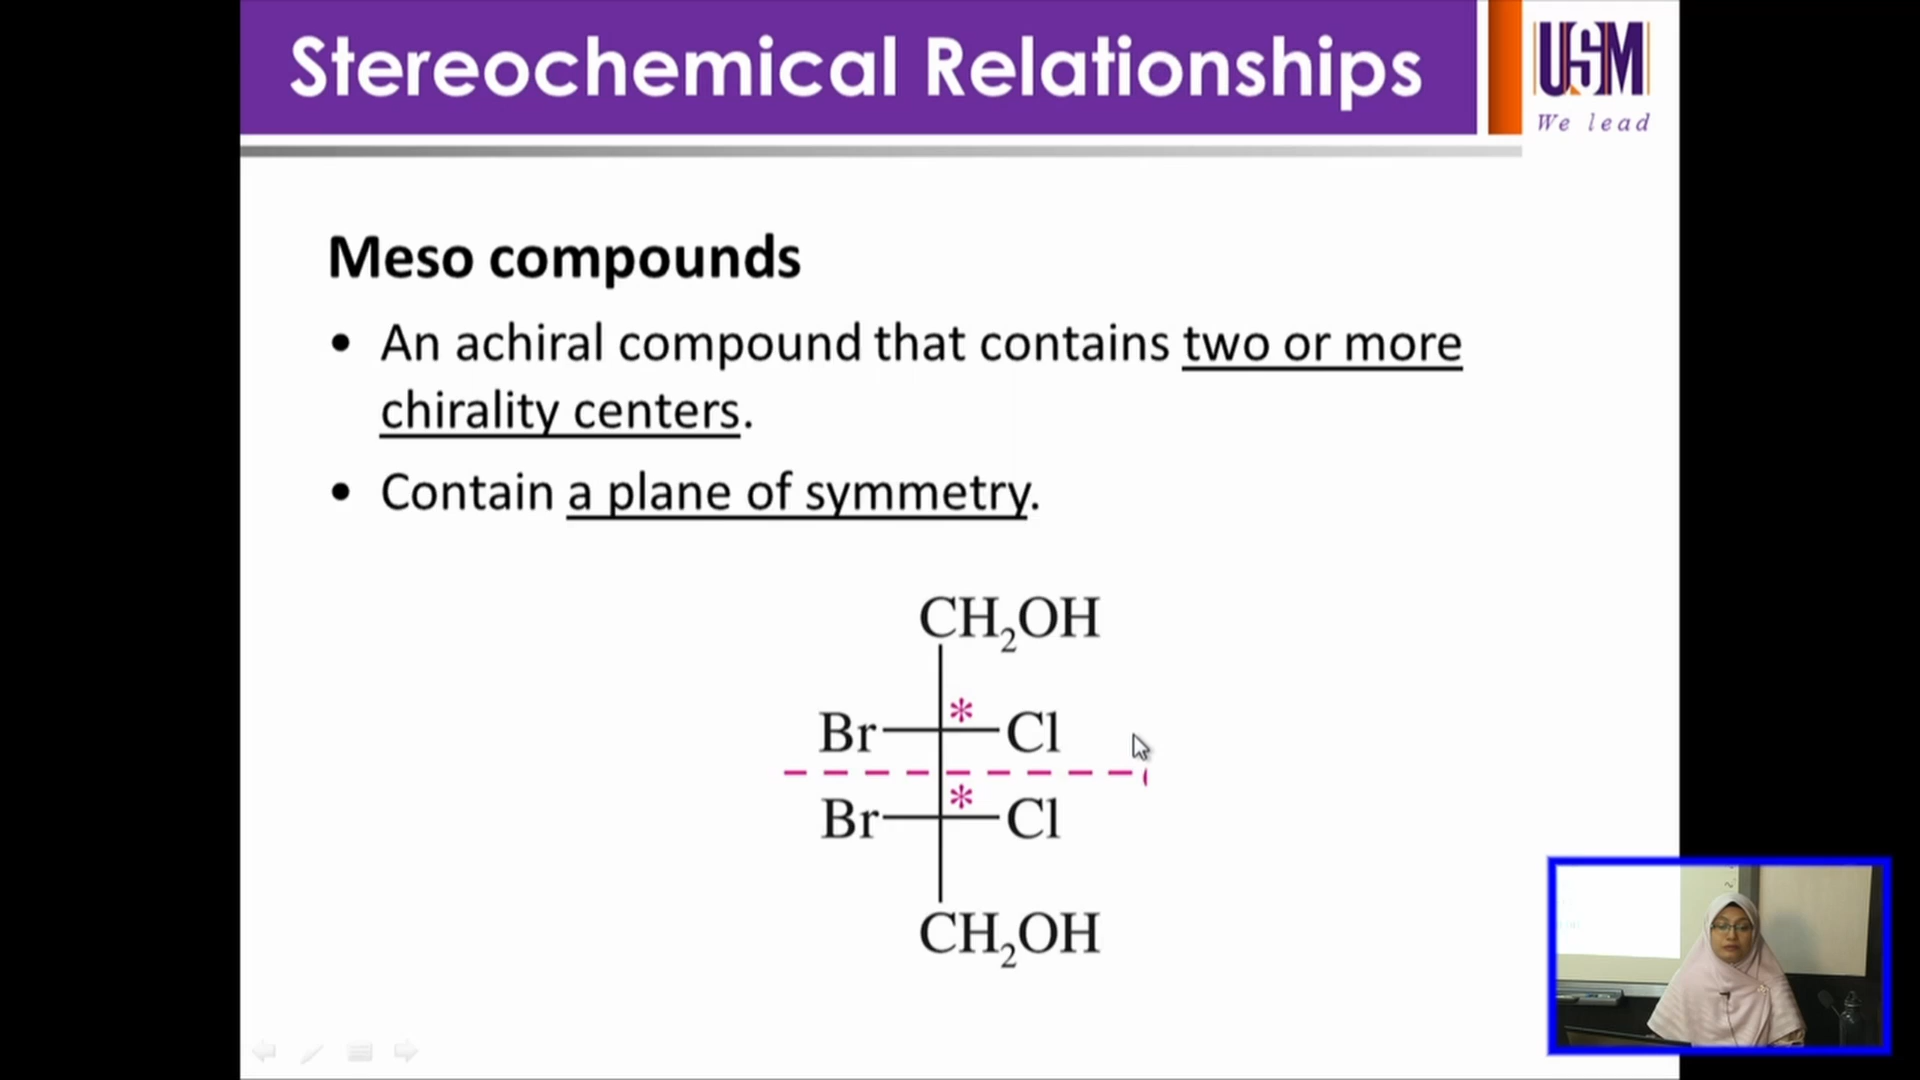 Stereochemical Relationships
USM
We lead
Meso compounds
• An achiral compound that contains two or more
chirality centers.
• Contain a plane of symmetry.
CH₂OH
Br * Cl
Br * Cl
CH₂OH